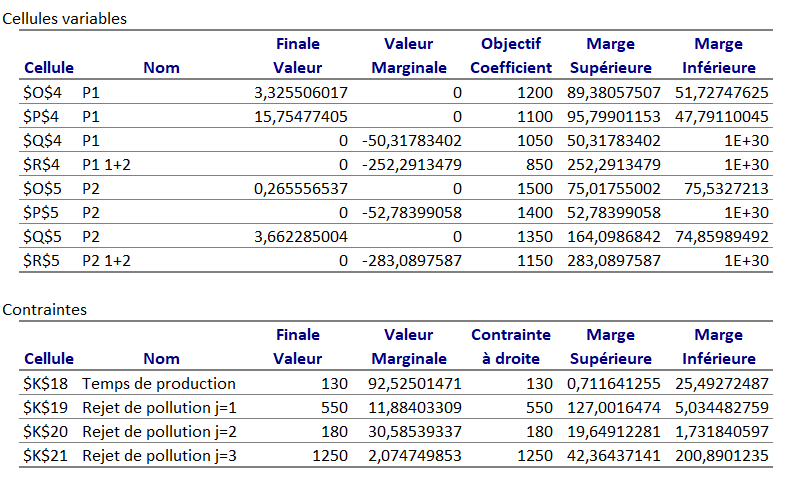 Cellules variables
Finale Valeur Objectif Marge Marge
Cellule Nom Valeur Marginale Coefficient Supérieure Inférieure
$O$4 P1 3,325506017 0 1200 89,38057507 51,72747625
$P$4 P1 15,75477405 0 1100 95,79901153 47,79110045
$Q$4 P1 0 -50,31783402 1050 50,31783402 1E+30
$R$4 P1 1+2 0 -252,2913479 850 252,2913479 1E+30
$O$5 P2 0,265556537 0 1500 75,01755002 75,5327213
$P$5 P2 0 -52,78399058 1400 52,78399058 1E+30
$Q$5 P2 3,662285004 0 1350 164,0986842 74,85989492
$R$5 P2 1+2 0 -283,0897587 1150 283,0897587 1E+30
Contraintes
Finale Valeur Contrainte Marge Marge
Cellule Nom Valeur Marginale à droite Supérieure Inférieure
$K$18 Temps de production 130 92,52501471 130 0,711641255 25,49272487
$K$19 Rejet de pollution j=1 550 11,88403309 550 127,0016474 5,034482759
$K$20 Rejet de pollution j=2 180 30,58539337 180 19,64912281 1,731840597
$K$21 Rejet de pollution j=3 1250 2,074749853 1250 42,36437141 200,8901235